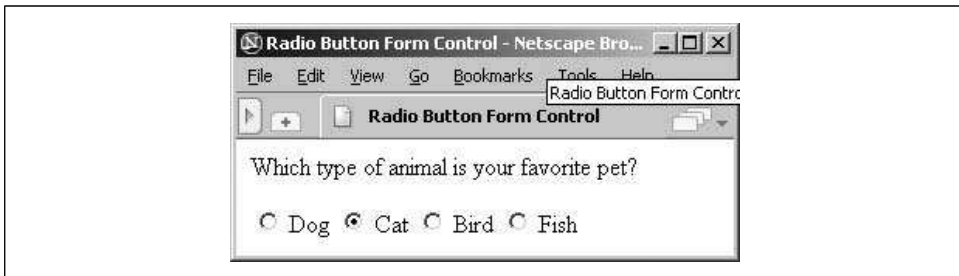 Radio Button Form Control - Netscape Bro...
File Edit View Go Bookmarks Tools Help
Radio Button Form Contro
Radio Button Form Control
Which type of animal is your favorite pet?
Dog Cat Bird Fish